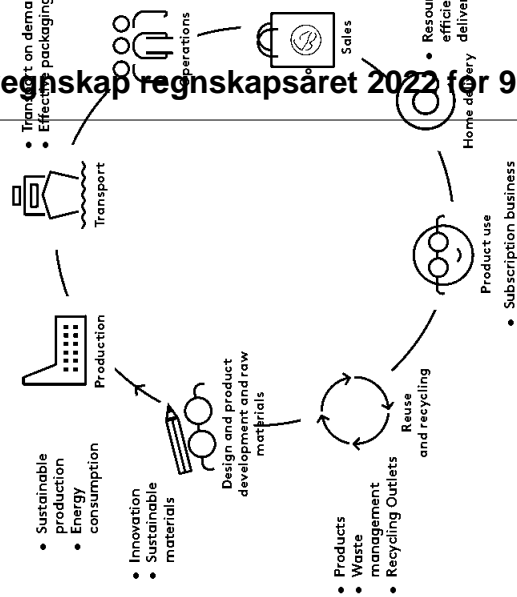 egnskap regnskapsåret 2022 for 9
Transport on dema
Effective packaging
Operations
Sales
Resour
efficie
deliver
Home delivery
Transport
Product use
Subscription business
Production
Sustainable
production
Energy
consumption
Design and product
development and raw
materials
Innovation
Sustainable
materials
Reuse
and recycling
Products
Waste
management
Recycling Outlets